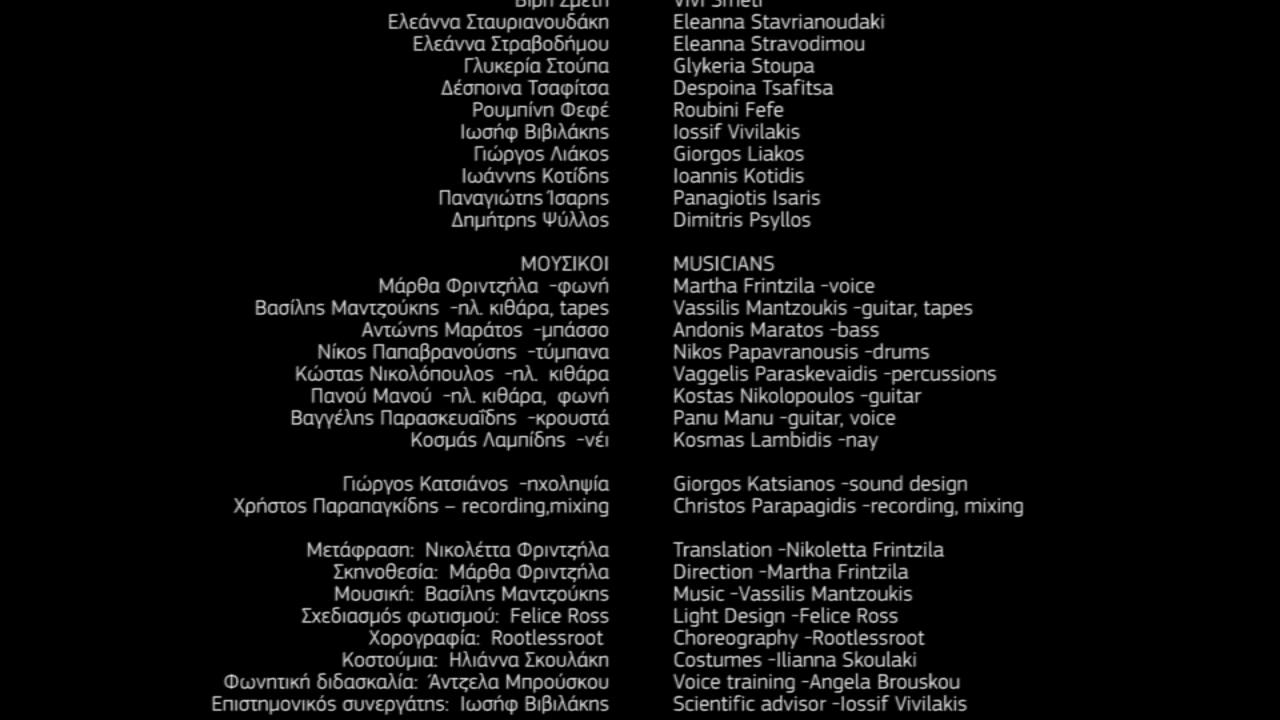 Βίβη Σμέτη Vivi Smeti
Ελεάννα Σταυριανουδάκη Eleanna Stavrianoudaki
Ελεάννα Στραβοδήμου Eleanna Stravodimou
Γλυκερία Στούπα Glykeria Stoupa
Δέσποινα Τσαφίτσα Despoina Tsafitsa
Ρουμπίνη Φεφέ Roubini Fefe
Ιωσήφ Βιβιλάκης Iossif Vivilakis
Γιώργος Λιάκος Giorgos Liakos
Ιωάννης Κοτίδης Ioannis Kotidis
Παναγιώτης Ίσαρης Panagiotis Isaris
Δημήτρης Ψύλλος Dimitris Psyllos
ΜΟΥΣΙΚΟΙ MUSICIANS
Μάρθα Φριντζήλα -φωνή Martha Frintzila -voice
Βασίλης Μαντζούκης -ηλ. κιθάρα, tapes Vassilis Mantzoukis -guitar, tapes
Αντώνης Μαράτος -μπάσσο Andonis Maratos -bass
Νίκος Παπαβρανούσης -τύμπανα Nikos Papavranousis -drums
Κώστας Νικολόπουλος -ηλ. κιθάρα Vaggelis Paraskevaidis -percussions
Πανού Μανού -ηλ. κιθάρα, φωνή Kostas Nikolopoulos -guitar
Βαγγέλης Παρασκευαΐδης -κρουστά Panu Manu -guitar, voice
Κοσμάς Λαμπίδης -νέι Kosmas Lambidis -nay
Γιώργος Κατσιάνος -ηχοληψία Giorgos Katsianos -sound design
Χρήστος Παραπαγκίδης – recording,mixing Christos Parapagidis -recording, mixing
Μετάφραση: Νικολέττα Φριντζήλα Translation -Nikoletta Frintzila
Σκηνοθεσία: Μάρθα Φριντζήλα Direction -Martha Frintzila
Μουσική: Βασίλης Μαντζούκης Music -Vassilis Mantzoukis
Σχεδιασμός φωτισμού: Felice Ross Light Design -Felice Ross
Χορογραφία: Rootlessroot Choreography -Rootlessroot
Κοστούμια: Ηλιάννα Σκουλάκη Costumes -Ilianna Skoulaki
Φωνητική διδασκαλία: Άντζελα Μπρούσκου Voice training -Angela Brouskou
Επιστημονικός συνεργάτης: Ιωσήφ Βιβιλάκης Scientific advisor -Iossif Vivilakis